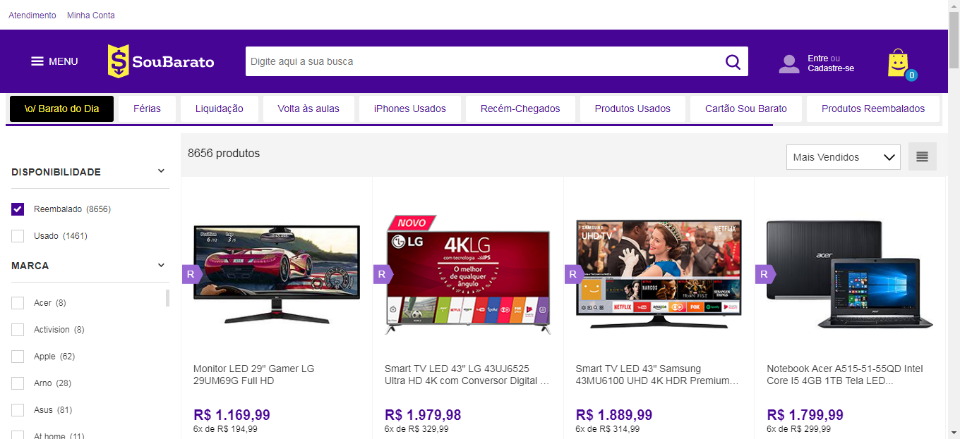 Atendimento Minha Conta
MENU
SouBarato
Digite aqui a sua busca
Entre ou
Cadastre-se
0
\o/ Barato do Dia
Férias
Liquidação
Volta às aulas
iPhones Usados
Recém-Chegados
Produtos Usados
Cartão Sou Barato
Produtos Reembalados
8656 produtos
Mais Vendidos
DISPONIBILIDADE
Reembalado (8656)
Usado (1461)
MARCA
Acer (8)
Activision (8)
Apple (62)
Arno (28)
Asus (81)
At home (11)
R
Monitor LED 29" Gamer LG
29UM69G Full HD
R$ 1.169,99
6x de R$ 194,99
NOVO
LG
4KLG
com tecnologia IPS
O melhor
de qualquer
ângulo
R
Smart TV LED 43" LG 43UJ6525
Ultra HD 4K com Conversor Digital ...
R$ 1.979,98
6x de R$ 329,99
UHD TV
NETFLIX
R
Smart TV LED 43" Samsung
43MU6100 UHD 4K HDR Premium...
R$ 1.889,99
6x de R$ 314,99
acer
R
Notebook Acer A515-51-55QD Intel
Core I5 4GB 1TB Tela LED...
R$ 1.799,99
6x de R$ 299,99